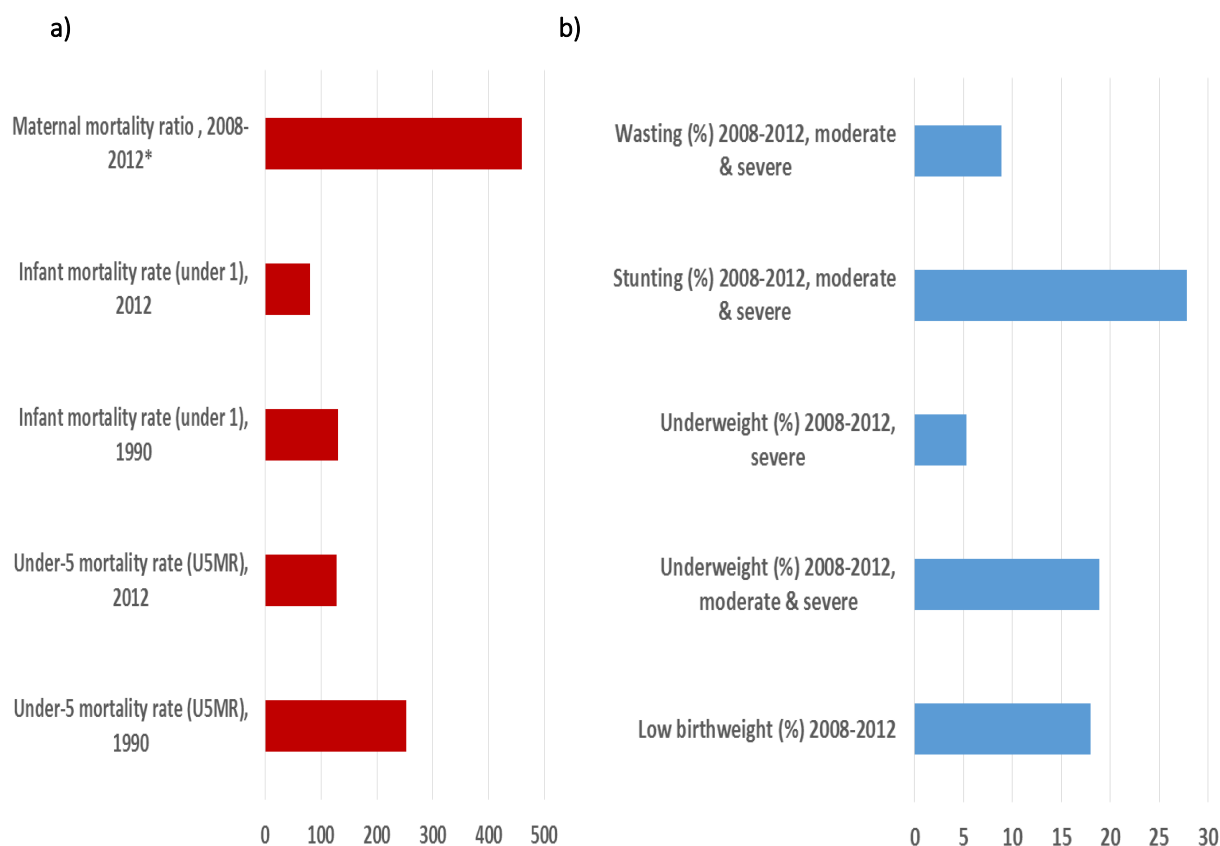 a)
Maternal mortality ratio , 2008-
2012*
Infant mortality rate (under 1),
2012
Infant mortality rate (under 1),
1990
Under-5 mortality rate (U5MR),
2012
Under-5 mortality rate (U5MR),
1990
0 100 200 300 400 500
b)
Wasting (%) 2008-2012, moderate
& severe
Stunting (%) 2008-2012, moderate
& severe
Underweight (%) 2008-2012,
severe
Underweight (%) 2008-2012,
moderate & severe
Low birthweight (%) 2008-2012
0 5 10 15 20 25 30